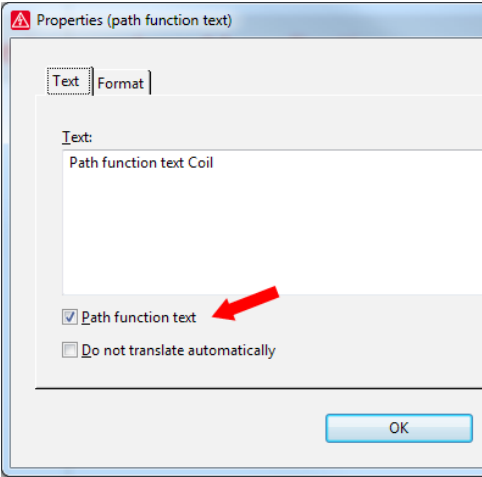 Properties (path function text)
Text Format
Text:
Path function text Coil
Path function text
Do not translate automatically
OK